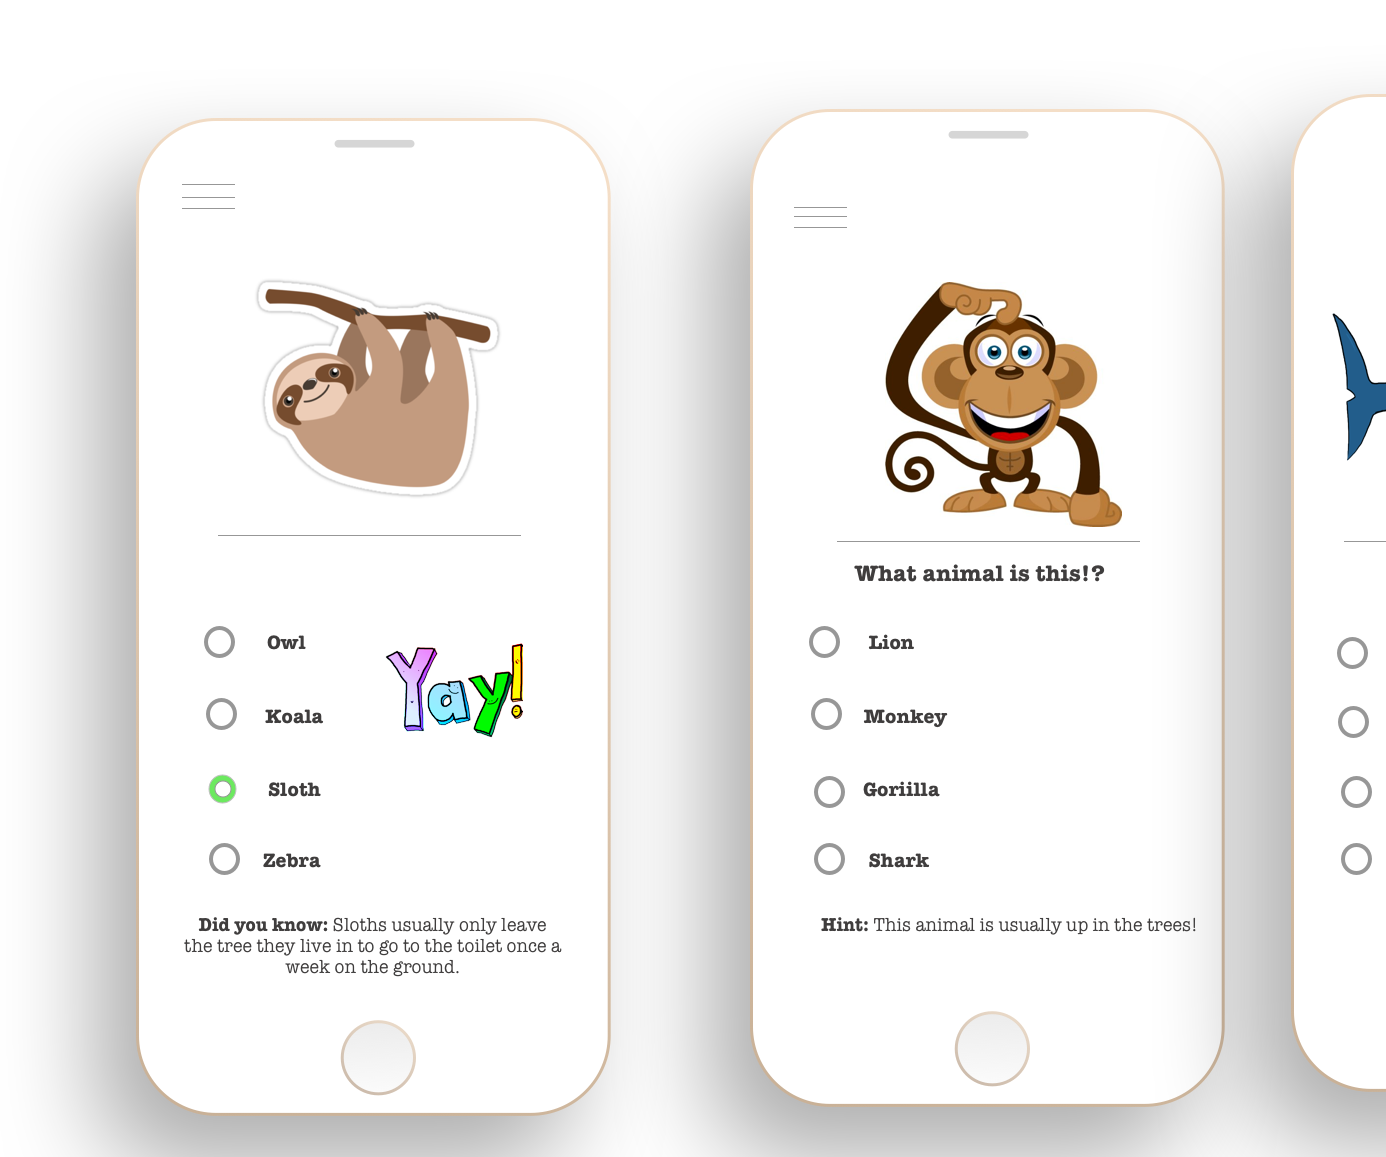 Owl
Yay!
Koala
Sloth
Zebra
Did you know: Sloths usually only leave
the tree they live in to go to the toilet once a
week on the ground.
What animal is this!?
Lion
Monkey
Goriilla
Shark
Hint: This animal is usually up in the trees!